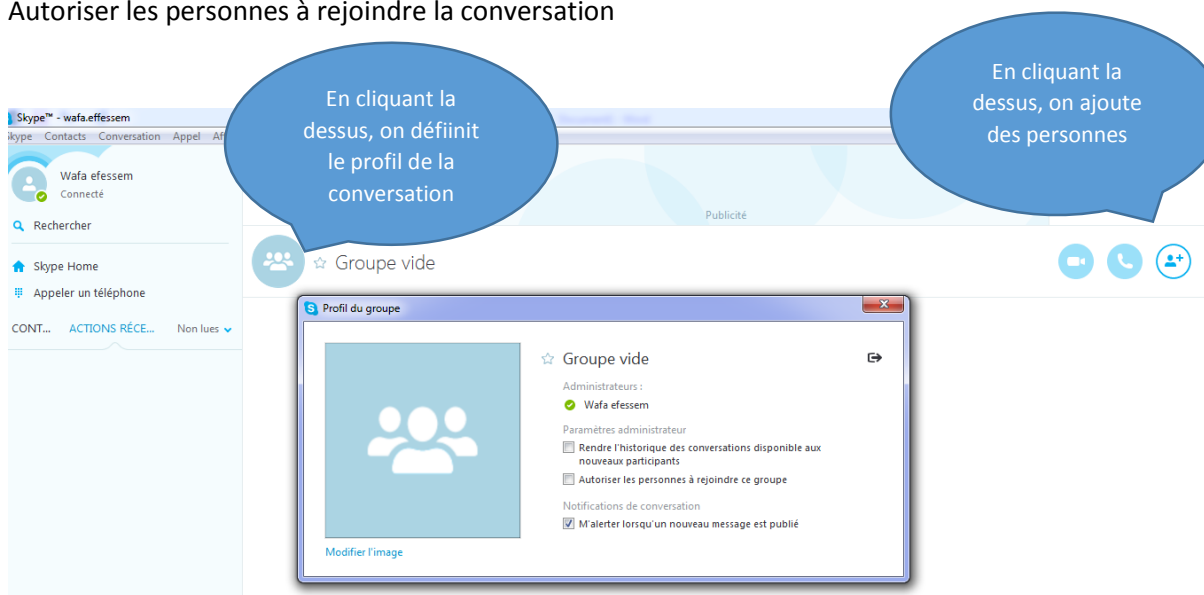 Autoriser les personnes à rejoindre la conversation
En cliquant la
dessus, on défiinit
le profil de la
conversation
En cliquant la
dessus, on ajoute
des personnes
Skype™ - wafa.effessem
Skype Contacts Conversation Appel
Wafa efessem
Connecté
Rechercher
Publicité
Skype Home
Appeler un téléphone
CONT... ACTIONS RÉCE... Non lues
Groupe vide
Profil du groupe
Groupe vide
Administrateurs :
Wafa efessem
Paramètres administrateur
Rendre l'historique des conversations disponible aux
nouveaux participants
Autoriser les personnes à rejoindre ce groupe
Notifications de conversation
M'alerter lorsqu'un nouveau message est publié
Modifier l'image